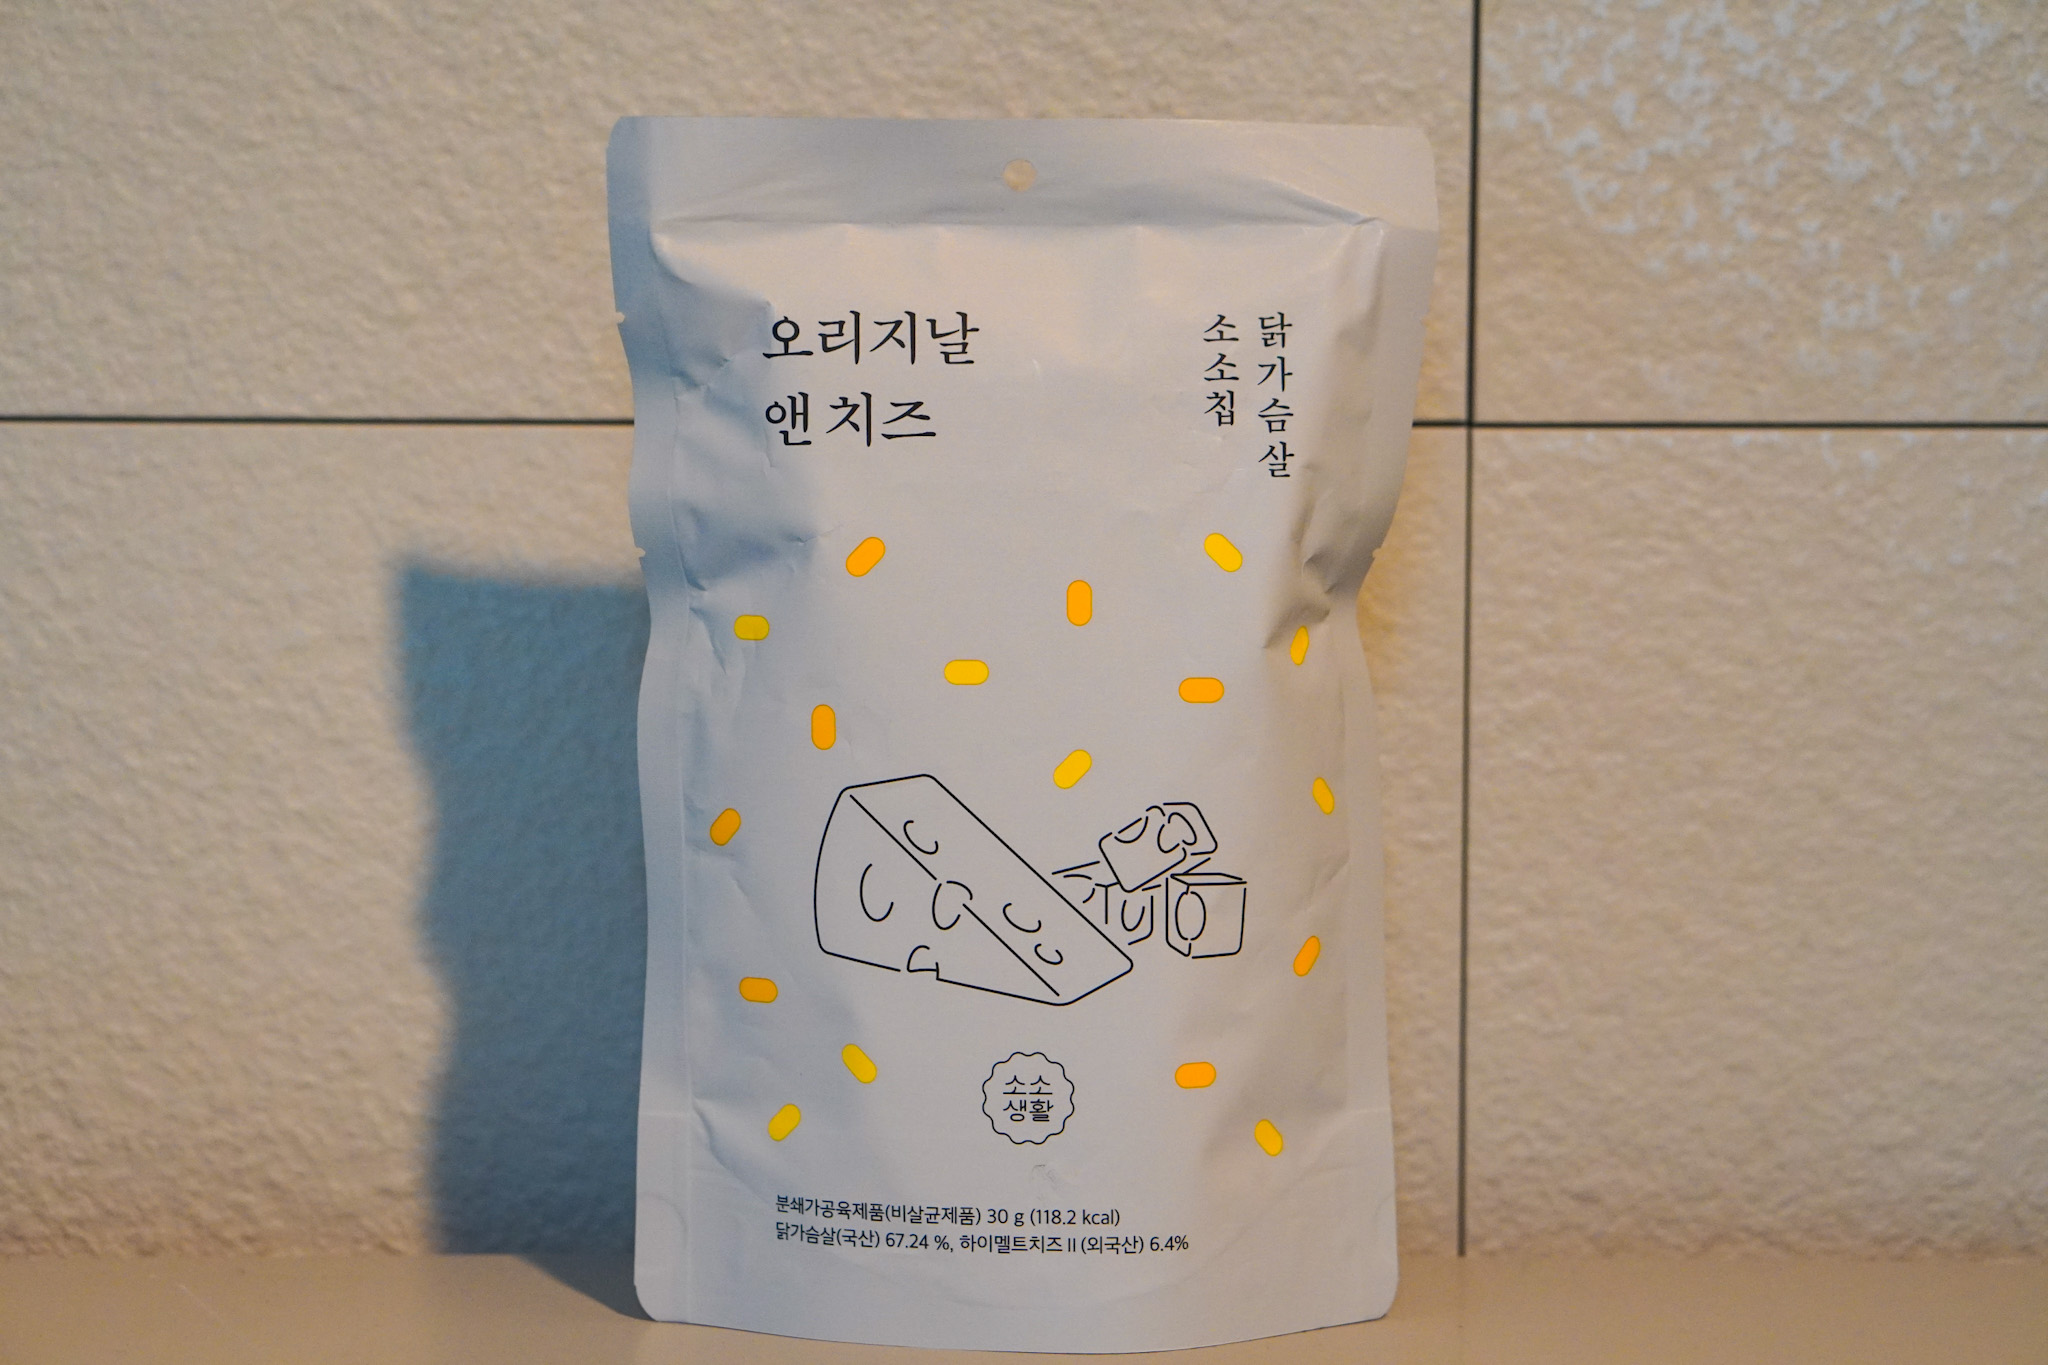 오리지날
앤 치즈
닭가슴살
소소칩
소소
생활
분쇄가공육제품(비살균제품) 30 g (118.2 kcal)
닭가슴살(국산) 67.24 %, 하이멜트치즈Ⅱ(외국산) 6.4%